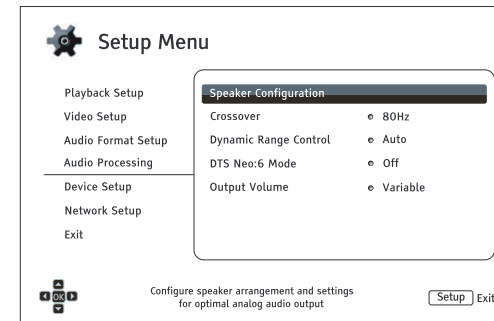 Setup Menu
Playback Setup
Video Setup
Audio Format Setup
Audio Processing
Device Setup
Network Setup
Exit
Speaker Configuration
Crossover 80Hz
Dynamic Range Control Auto
DTS Neo:6 Mode Off
Output Volume Variable
OK
Configure speaker arrangement and settings
for optimal analog audio output
Setup Exit